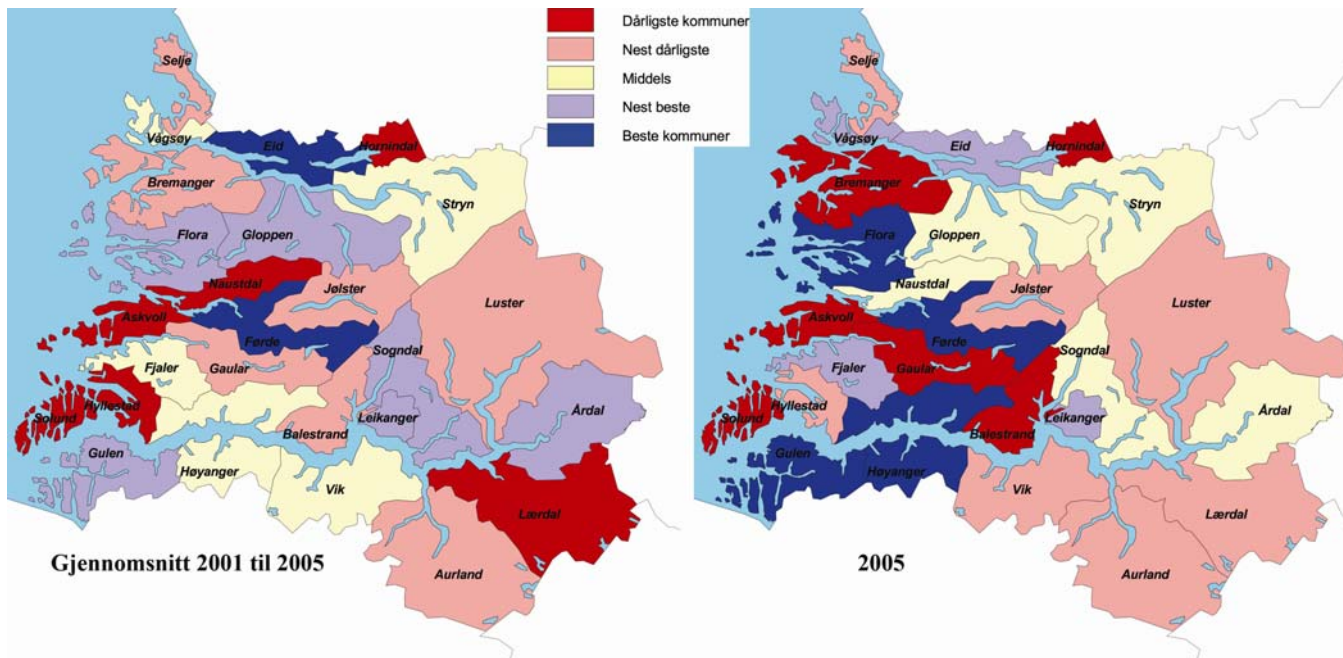 Dårligste kommuner
Nest dårligste
Middels
Nest beste
Beste kommuner
Selje
Vågsøy
Eid
Hornindal
Bremanger
Stryn
Flora
Gloppen
Naustdal
Jølster
Luster
Askvoll
Førde
Sogndal
Fjaler
Gaular
Solund
Hyllestad
Leikanger
Årdal
Balestrand
Gulen
Høyanger
Vik
Lærdal
Aurland
Gjennomsnitt 2001 til 2005
Selje
Vågsøy
Eid
Hornindal
Bremanger
Stryn
Flora
Gloppen
Naustdal
Jølster
Luster
Askvoll
Førde
Sogndal
Fjaler
Gaular
Solund
Hyllestad
Leikanger
Årdal
Balestrand
Gulen
Høyanger
Vik
Lærdal
Aurland
2005